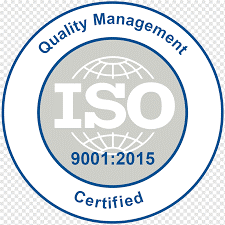 Quality Management
ISO
9001:2015
Certified